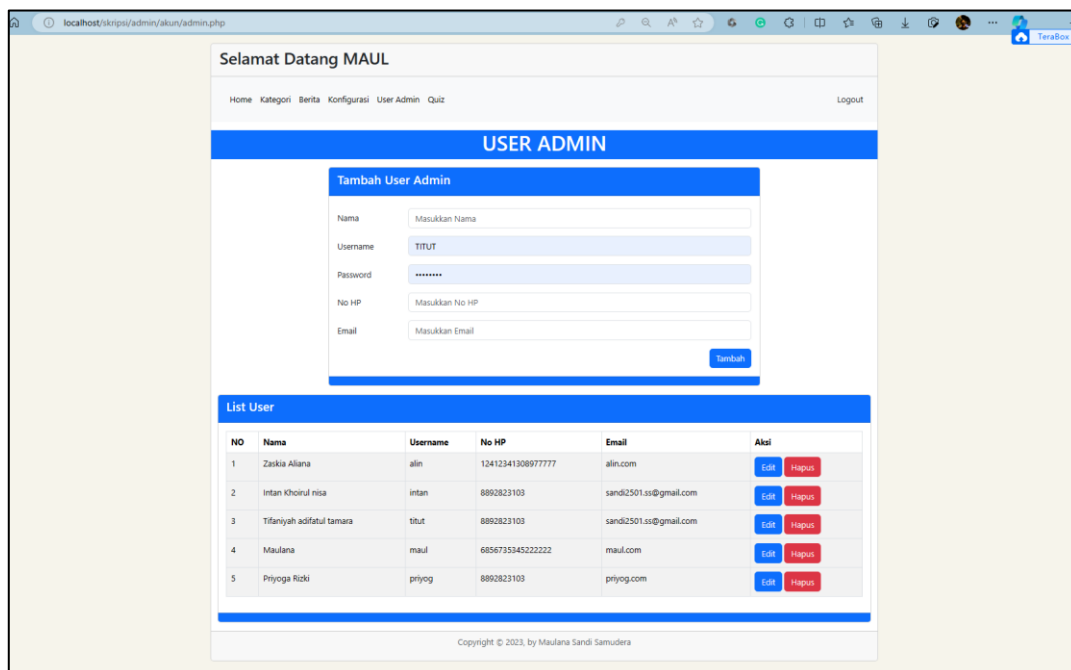 localhost/skripsi/admin/akun/admin.php
TeraBox
Selamat Datang MAUL
Home Kategori Berita Konfigurasi User Admin Quiz Logout
USER ADMIN
Tambah User Admin
Nama Masukkan Nama
Username TITUT
Password ••••••••
No HP Masukkan No HP
Email Masukkan Email
Tambah
List User
NO Nama Username No HP Email Aksi
1 Zaskia Aliana alin 12412341308977777 alin.com Edit Hapus
2 Intan Khoirul nisa intan 8892823103 sandi2501.ss@gmail.com Edit Hapus
3 Tifaniyah adifatul tamara titut 8892823103 sandi2501.ss@gmail.com Edit Hapus
4 Maulana maul 6856735345222222 maul.com Edit Hapus
5 Priyoga Rizki priyog 8892823103 priyog.com Edit Hapus
Copyright © 2023, by Maulana Sandi Samudera